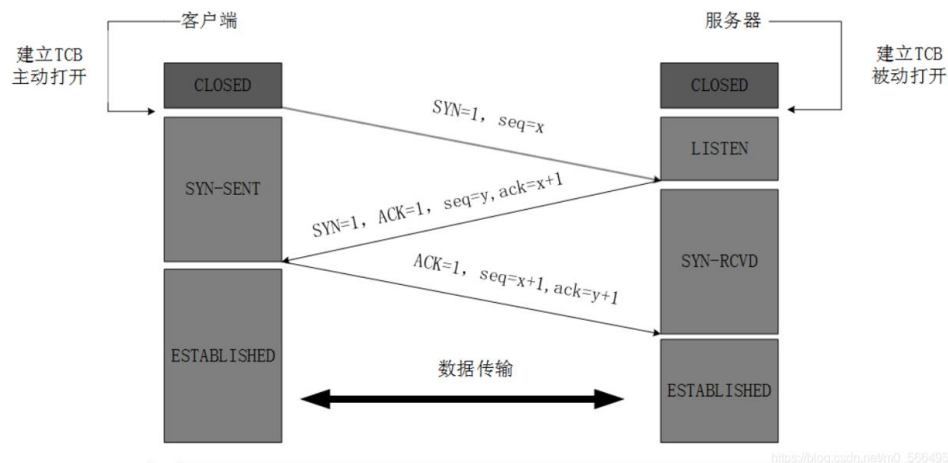 客户端
服务器
建立TCB
主动打开
建立TCB
被动打开
CLOSED
CLOSED
SYN=1, seq=x
LISTEN
SYN-SENT
SYN=1, ACK=1, seq=y,ack=x+1
SYN-RCVD
ACK=1, seq=x+1,ack=y+1
ESTABLISHED
数据传输
ESTABLISHED
https://blog.csdn.net/m0_566495